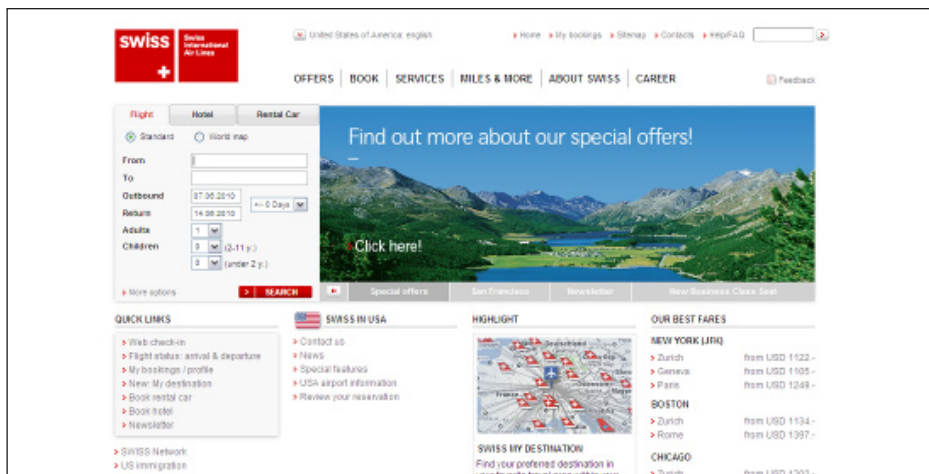 swiss
Swiss
International
Air Lines
United States of America: english
Home My bookings Sitemap Contacts Help/FAQ
OFFERS BOOK SERVICES MILES & MORE ABOUT SWISS CAREER
Feedback
Flight Hotel Rental Car
Standard World map
From
To
Outbound 07.06.2010 +/- 0 Days
Return 14.06.2010
Adults 1
Children 0 (2-11 y.)
0 (under 2 y.)
More options SEARCH
Find out more about our special offers!
Click here!
Special offers San Francisco Newsletter New Business Class Seat
QUICK LINKS
Web check-in
Flight status: arrival & departure
My bookings / profile
New: My destination
Book rental car
Book hotel
Newsletter
SWISS Network
US immigration
SWISS IN USA
Contact us
News
Special features
USA airport information
Review your reservation
HIGHLIGHT
Deutschland
France
SWISS MY DESTINATION
Find your preferred destination in
OUR BEST FARES
NEW YORK (JFK)
Zurich from USD 1122.-
Geneva from USD 1105.-
Paris from USD 1249.-
BOSTON
Zurich from USD 1134.-
Rome from USD 1397.-
CHICAGO